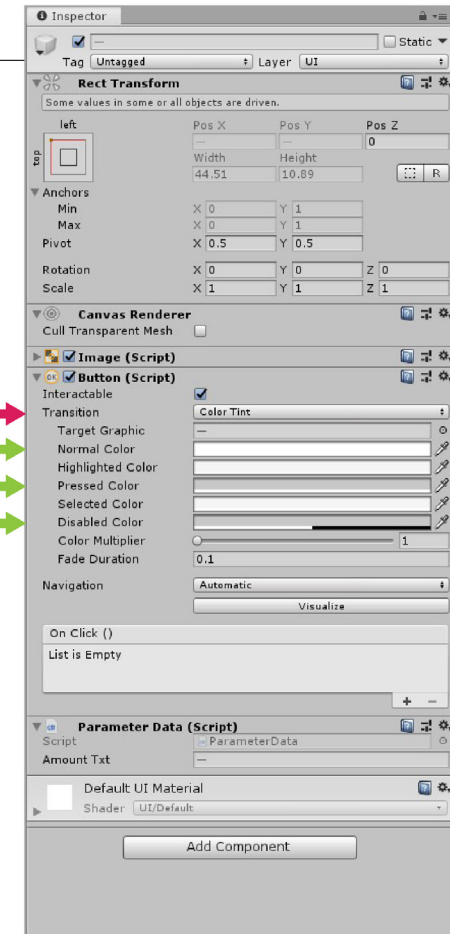 Inspector
—
Static
Tag Untagged Layer UI
Rect Transform
Some values in some or all objects are driven.
left Pos X Pos Y Pos Z
top — — 0
Width Height
44.51 10.89 R
Anchors
Min X 0 Y 1
Max X 0 Y 1
Pivot X 0.5 Y 0.5
Rotation X 0 Y 0 Z 0
Scale X 1 Y 1 Z 1
Canvas Renderer
Cull Transparent Mesh
Image (Script)
OK Button (Script)
Interactable
Transition Color Tint
Target Graphic —
Normal Color
Highlighted Color
Pressed Color
Selected Color
Disabled Color
Color Multiplier 1
Fade Duration 0.1
Navigation Automatic
Visualize
On Click ()
List is Empty
+ −
Parameter Data (Script)
Script ParameterData
Amount Txt —
Default UI Material
Shader UI/Default
Add Component